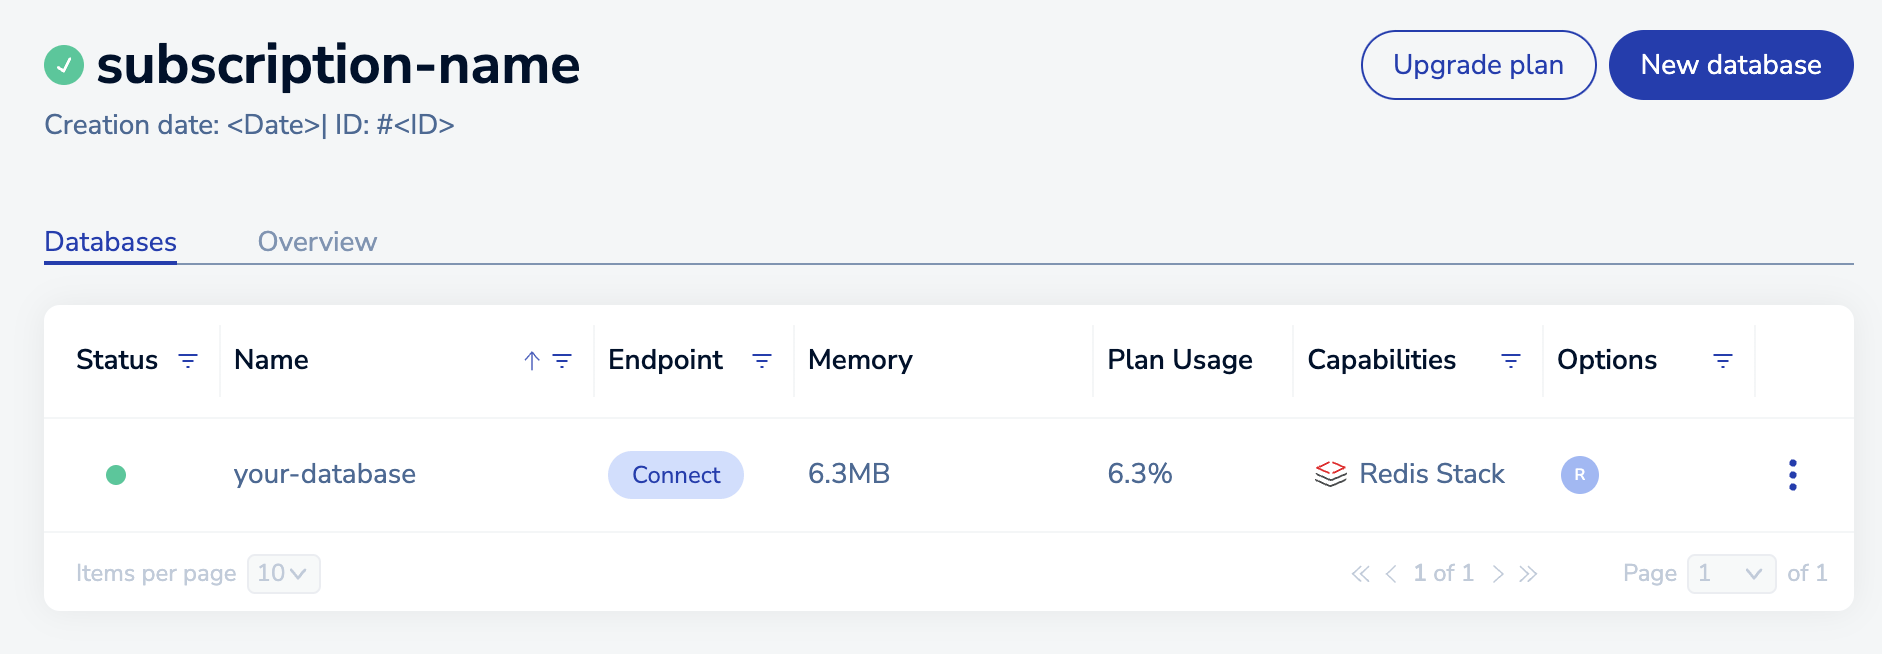 subscription-name
Upgrade plan
New database
Creation date: <Date>| ID: #<ID>
Databases
Overview
Status
Name
Endpoint
Memory
Plan Usage
Capabilities
Options
your-database
Connect
6.3MB
6.3%
Redis Stack
R
Items per page 10
1 of 1
Page 1 of 1